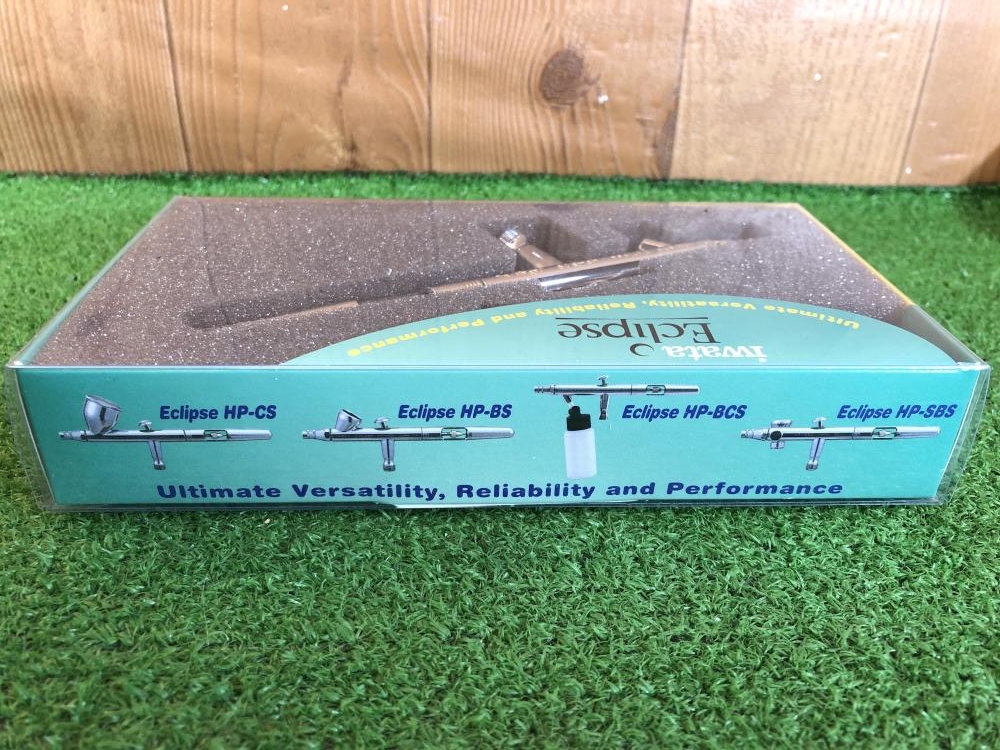 Ultimate Versatility, Reliability and Performance
iwata
Eclipse
Eclipse HP-CS
Eclipse HP-BS
Eclipse HP-BCS
Eclipse HP-SBS
Ultimate Versatility, Reliability and Performance